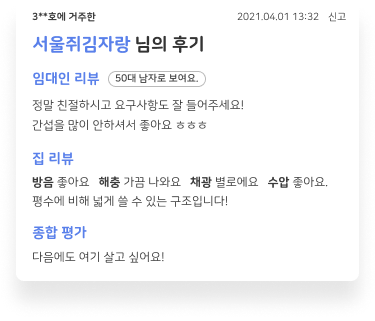 3**호에 거주한 2021.04.01 13:32 신고
서울쥐김자랑 님의 후기
임대인 리뷰 50대 남자로 보여요.
정말 친절하시고 요구사항도 잘 들어주세요!
간섭을 많이 안하셔서 좋아요 ㅎㅎㅎ
집 리뷰
방음 좋아요 해충 가끔 나와요 채광 별로에요 수압 좋아요.
평수에 비해 넓게 쓸 수 있는 구조입니다!
종합 평가
다음에도 여기 살고 싶어요!